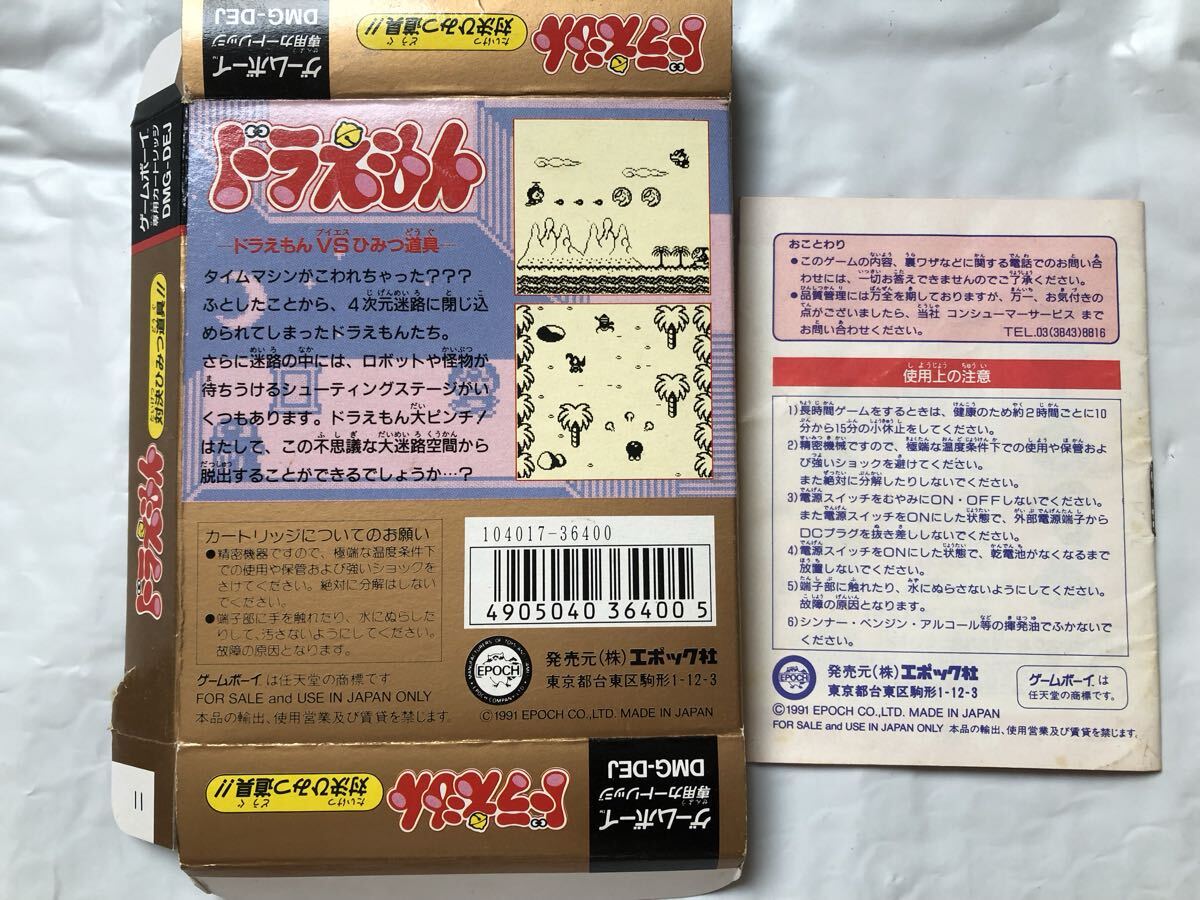 DMG-DEJ
専用カートリッジ
ゲームボーイ™
対決ひみつ道具!!
ドラえもん
ゲームボーイ™
専用カートリッジ
DMG-DEJ
対決ひみつ道具!!
ドラえもん
ドラえもん
ドラえもんVSひみつ道具
タイムマシンがこわれちゃった???
ふとしたことから、4次元迷路に閉じ込
められてしまったドラえもんたち。
さらに迷路の中には、ロボットや怪物が
待ちうけるシューティングステージがい
くつもあります。ドラえもん大ピンチ!
はたして、この不思議な大迷路空間から
脱出することができるでしょうか…?
カートリッジについてのお願い
●精密機器ですので、極端な温度条件下
での使用や保管および強いショックを
さけてください。絶対に分解はしない
でください。
●端子部に手を触れたり、水にぬらした
りして、汚さないようにしてください。
故障の原因となります。
ゲームボーイ は任天堂の商標です
FOR SALE and USE IN JAPAN ONLY
本品の輸出、使用営業及び賃貸を禁じます。
104017-36400
4905040364005
EPOCH
発売元(株)エポック社
東京都台東区駒形1-12-3
©1991 EPOCH CO.,LTD. MADE IN JAPAN
対決ひみつ道具!!
ドラえもん
ゲームボーイ™
専用カートリッジ
DMG-DEJ
11
おことわり
●このゲームの内容、裏ワザなどに関する電話でのお問い合
わせには、一切お答えできませんのでご了承ください。
●品質管理には万全を期しておりますが、万一、お気付きの
点がございましたら、当社 コンシューマーサービス まで
お問い合わせください。
TEL.03(3843)8816
使用上の注意
1)長時間ゲームをするときは、健康のため約2時間ごとに10
分から15分の小休止をしてください。
2)精密機械ですので、極端な温度条件下での使用や保管およ
び強いショックを避けてください。
また絶対に分解したりしないでください。
3)電源スイッチをむやみにON・OFFしないでください。
また電源スイッチをONにした状態で、外部電源端子から
DCプラグを抜き差ししないでください。
4)電源スイッチをONにした状態で、乾電池がなくなるまで
放置しないでください。
5)端子部に触れたり、水にぬらさないようにしてください。
故障の原因となります。
6)シンナー・ベンジン・アルコール等の揮発油でふかないで
ください。
EPOCH
発売元(株)エポック社
東京都台東区駒形1-12-3
ゲームボーイ は
任天堂の商標です。
©1991 EPOCH CO.,LTD. MADE IN JAPAN
FOR SALE and USE IN JAPAN ONLY 本品の輸出、使用営業及び賃貸を禁じます。